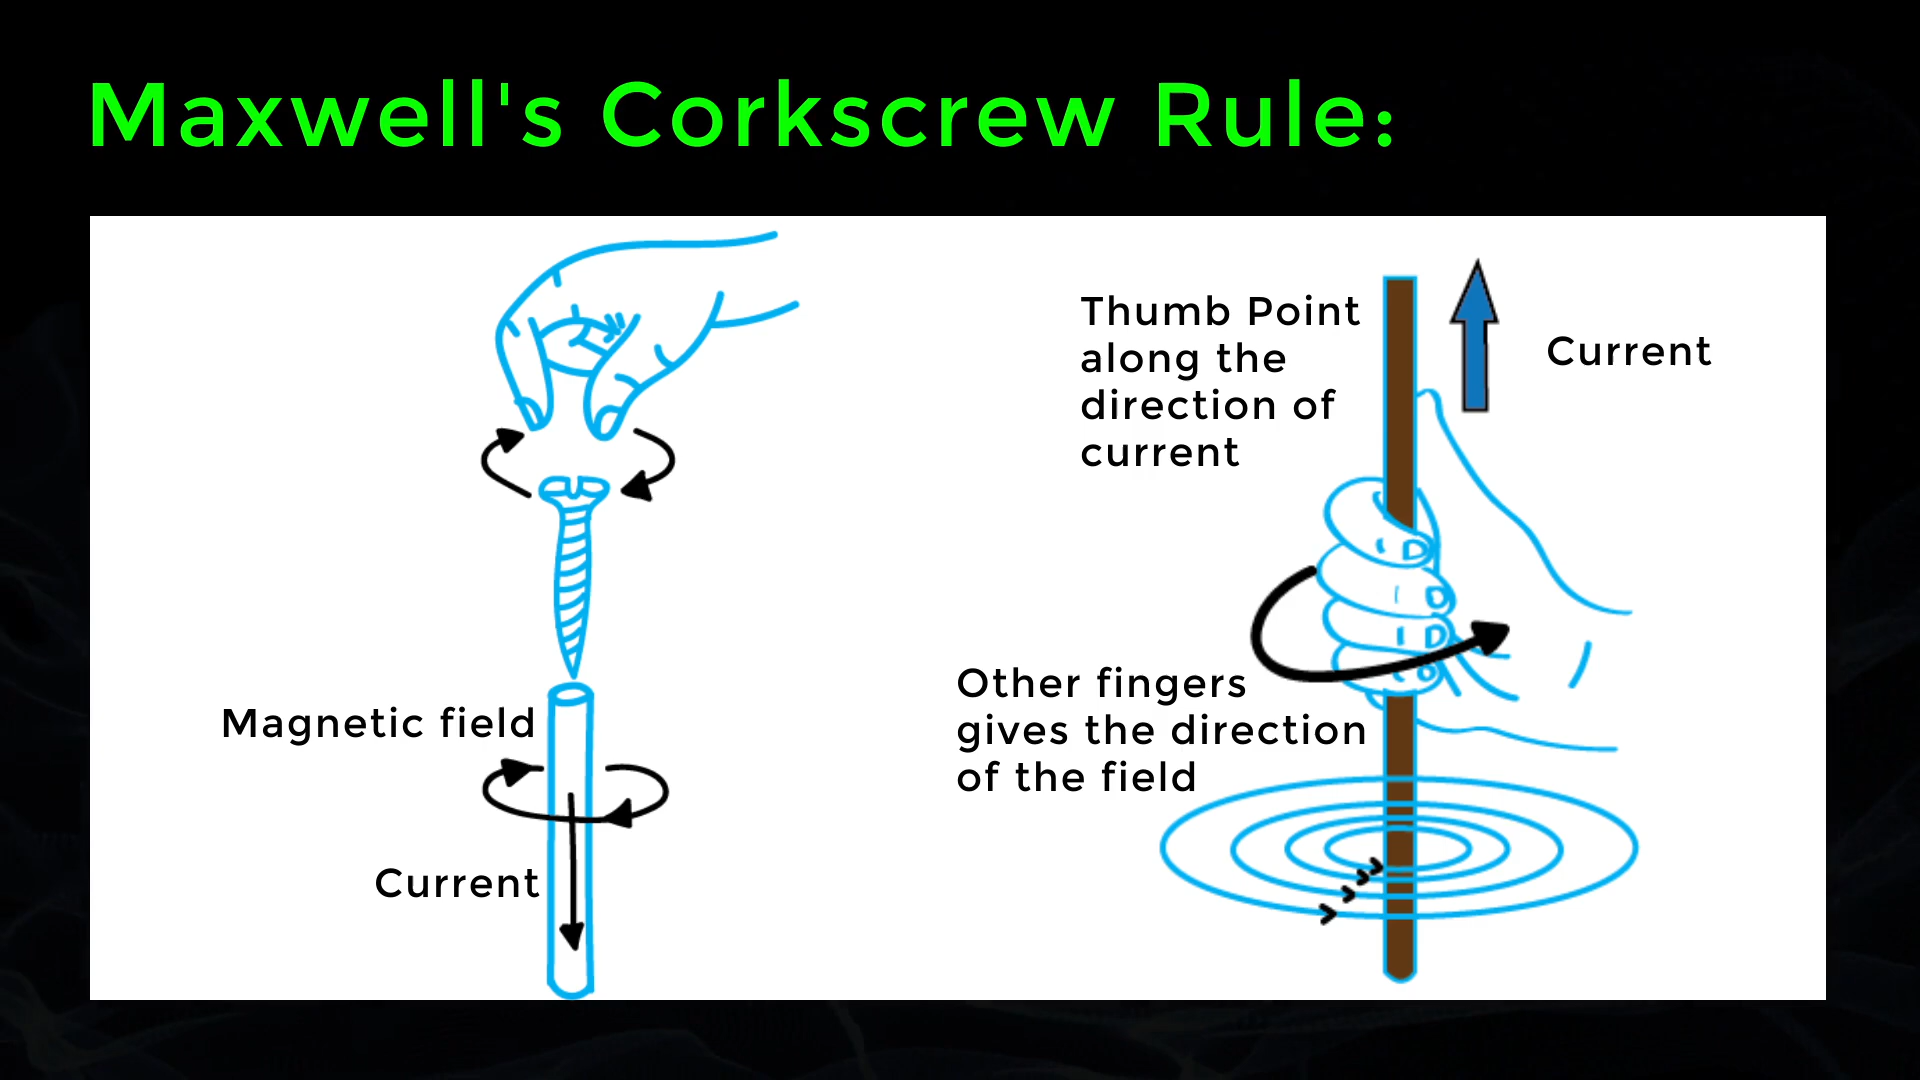 Maxwell's Corkscrew Rule:
Magnetic field
Current
Thumb Point
along the
direction of
current
Current
Other fingers
gives the direction
of the field